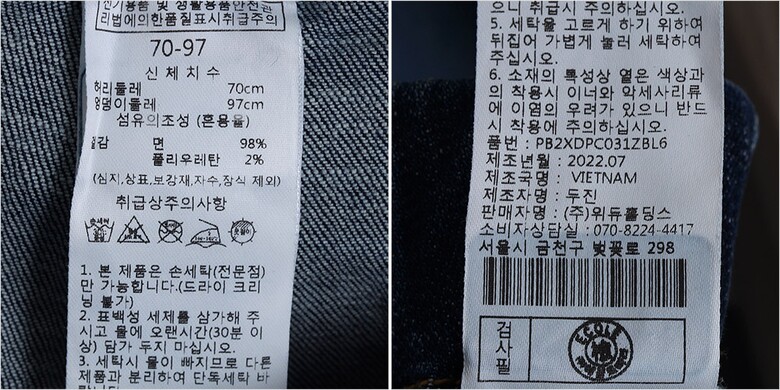 전기용품 및 생활용품안전관
리법에의한품질표시취급주의
70-97
신 체 치 수
허리둘레 70cm
엉덩이둘레 97cm
섬유의조성 (혼용율)
겉감 면 98%
폴리우레탄 2%
(심지,상표,보강재,자수,장식 제외)
취급상주의사항
1. 본 제품은 손세탁(전문점)
만 가능합니다.(드라이 크리
닝 불가)
2. 표백성 세제를 삼가해 주
시고 물에 오랜시간(30분 이
상) 담가 두지 마십시오.
3. 세탁시 물이 빠지므로 다른
제품과 분리하여 단독세탁 바
랍니다.
으니 취급시 주의하십시오.
5. 세탁물 고르게 하기 위하여
뒤집어 가볍게 눌러 세탁하여
주십시오.
6. 소재의 특성상 옅은 색상과
의 착용시 이너와 악세사리류
에 이염의 우려가 있으니 반드
시 착용에 주의하십시오.
품번 : PB2XDPC031ZBL6
제조년월 : 2022.07
제조국명 : VIETNAM
제조자명 : 두진
판매자명 : (주)위듀홀딩스
소비자상담실 : 070-8224-4417
서울시 금천구 벚꽃로 298
검사필
ECOLE